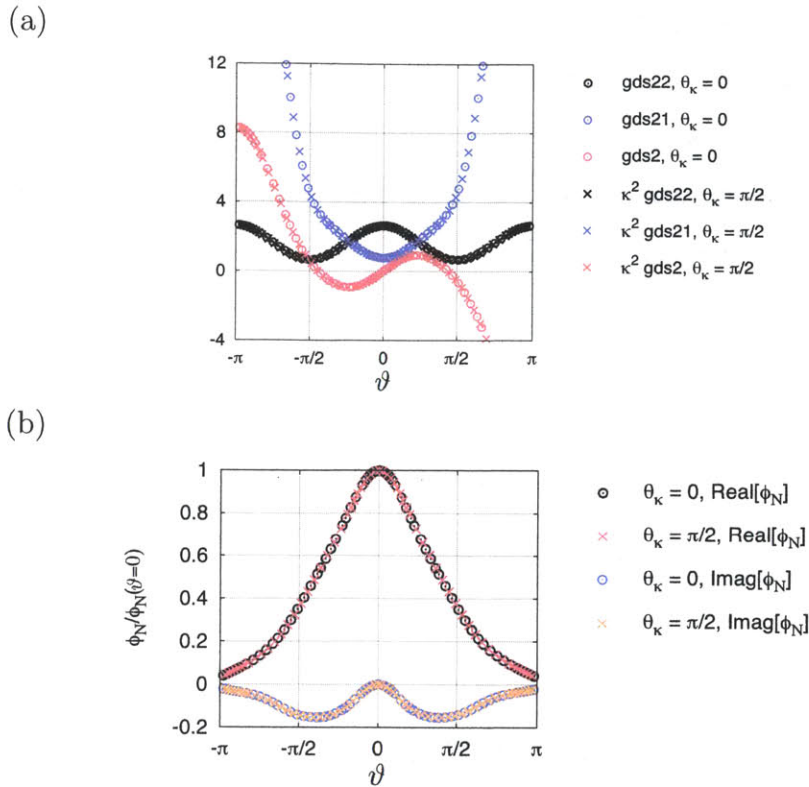 (a)
12
8
4
0
-4
-π
-π/2
0
π/2
π
ϑ
gds22, θκ = 0
gds21, θκ = 0
gds2, θκ = 0
κ² gds22, θκ = π/2
κ² gds21, θκ = π/2
κ² gds2, θκ = π/2
(b)
ϕN/ϕN(ϑ=0)
1
0.8
0.6
0.4
0.2
0
-0.2
-π
-π/2
0
π/2
π
ϑ
θκ = 0, Real[ϕN]
θκ = π/2, Real[ϕN]
θκ = 0, Imag[ϕN]
θκ = π/2, Imag[ϕN]